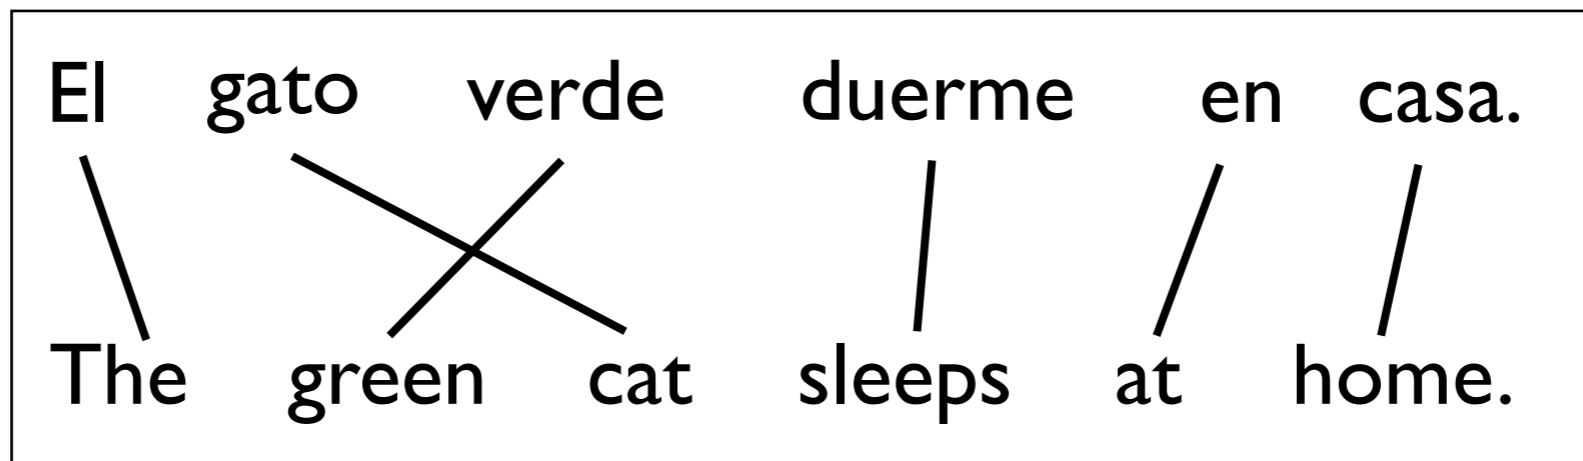 El gato verde duerme en casa.
The green cat sleeps at home.